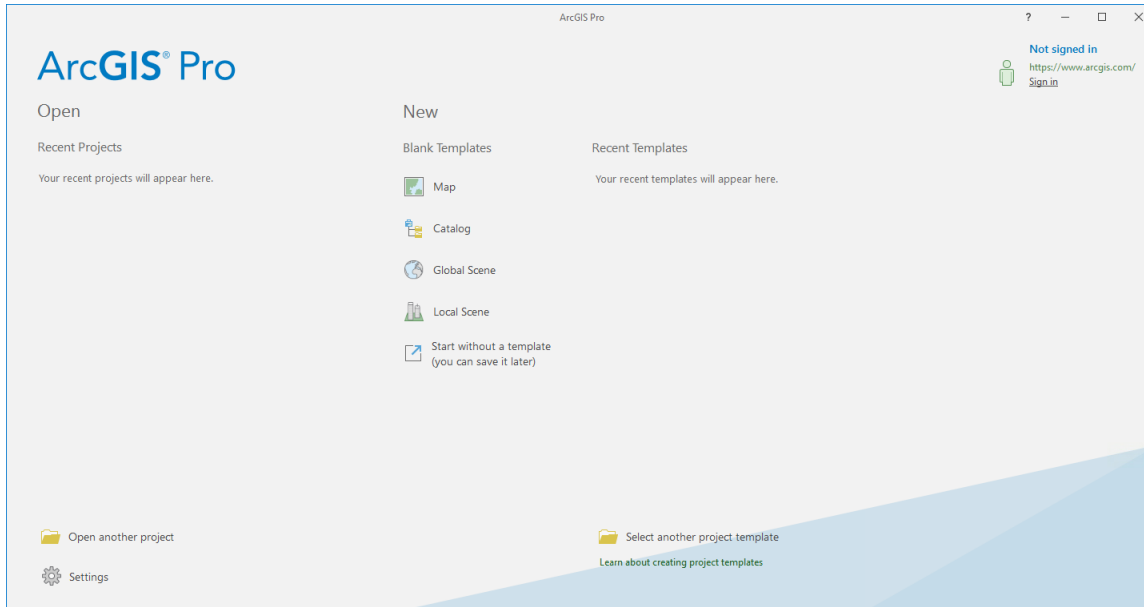 ArcGIS Pro
?
Not signed in
https://www.arcgis.com/
Sign in
ArcGIS® Pro
Open
New
Recent Projects
Blank Templates
Recent Templates
Your recent projects will appear here.
Your recent templates will appear here.
Map
Catalog
Global Scene
Local Scene
Start without a template
(you can save it later)
Open another project
Select another project template
Learn about creating project templates
Settings